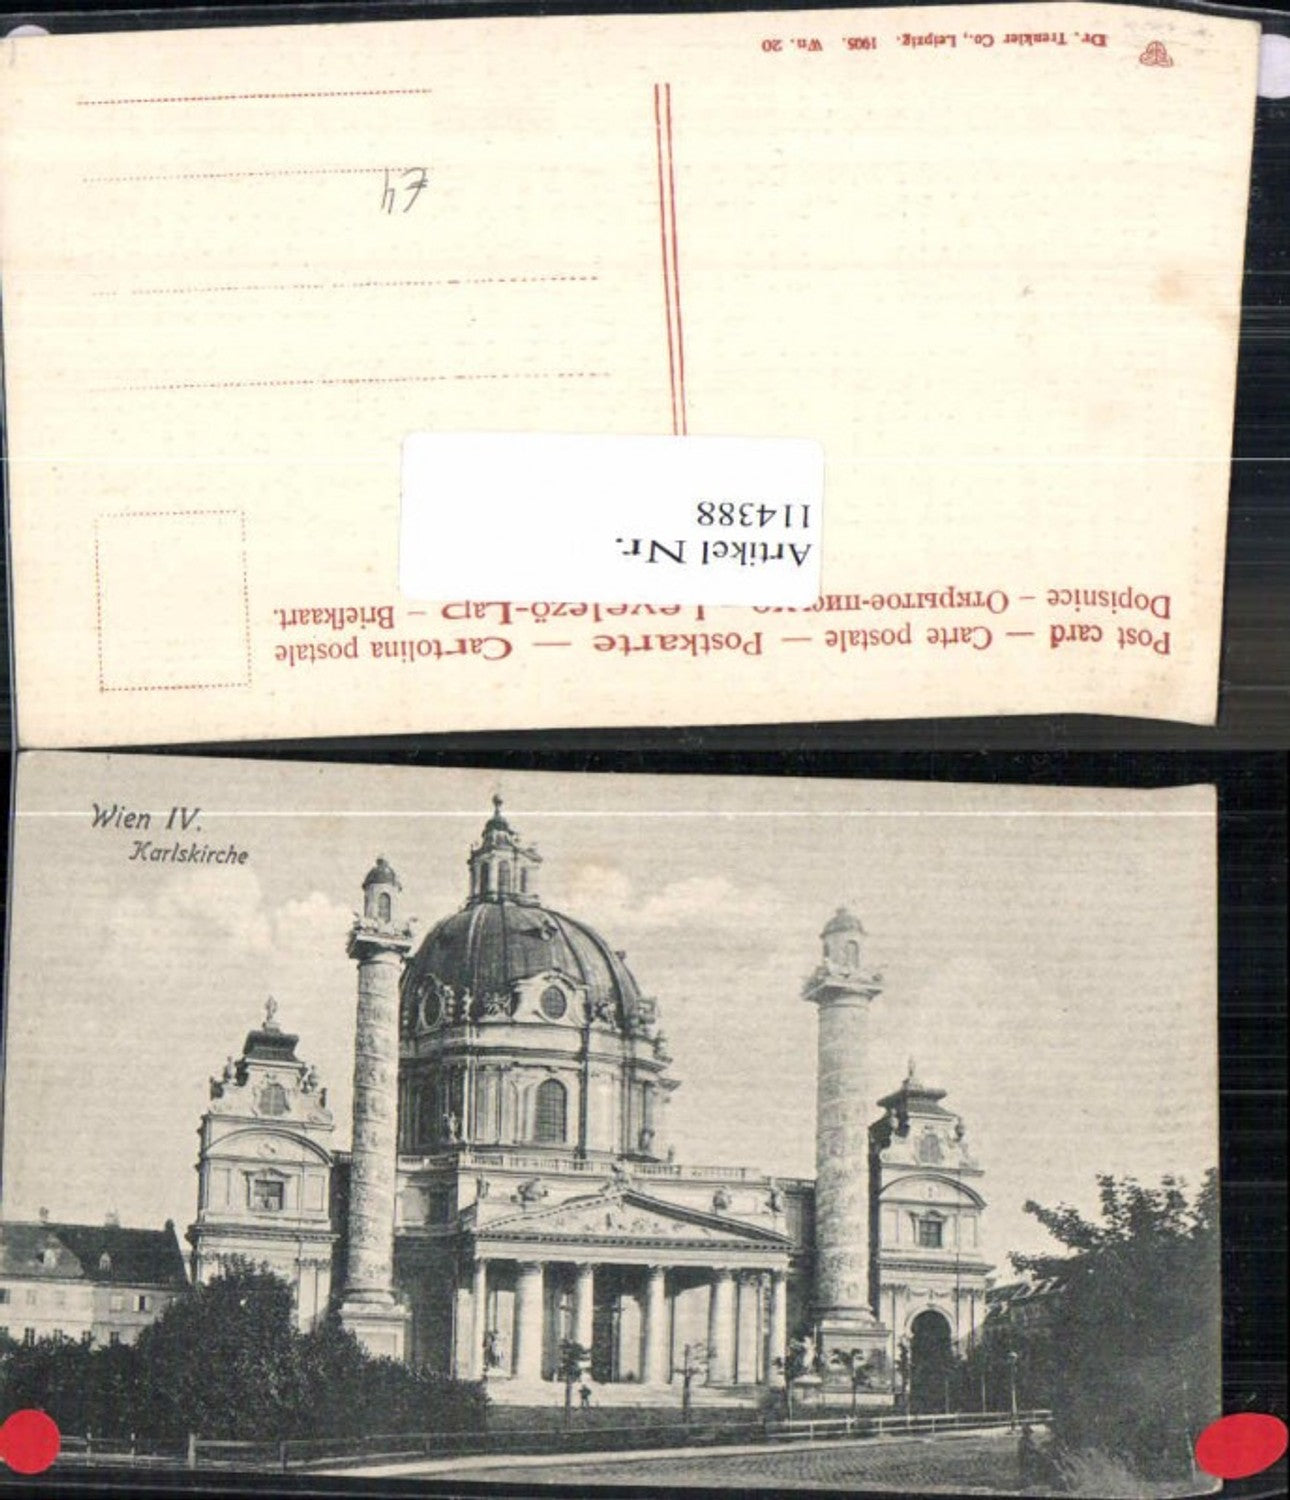 Post card — Carte postale — Postkarte — Cartolina postale
Dopisnice – Открытое-письмо – Levelező-Lap – Briefkaart.
Artikel Nr.
114388
€4
Dr. Trenkler Co., Leipzig. 1905. Wn. 20
Wien IV.
Karlskirche